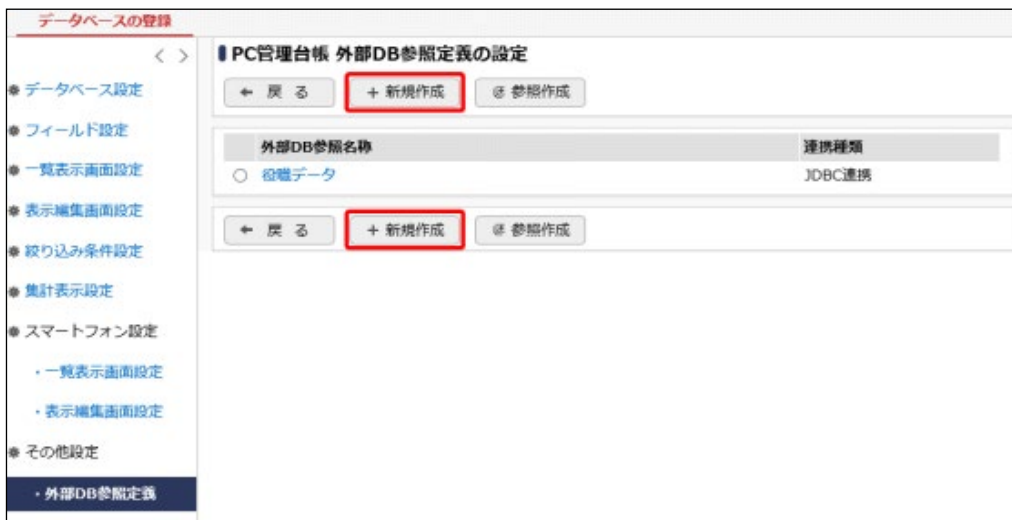 データベースの登録
< >
データベース設定
フィールド設定
一覧表示画面設定
表示編集画面設定
絞り込み条件設定
集計表示設定
スマートフォン設定
・一覧表示画面設定
・表示編集画面設定
その他設定
・外部DB参照定義
PC管理台帳 外部DB参照定義の設定
戻 る + 新規作成 参照作成
外部DB参照名称 連携種類
役職データ JDBC連携
戻 る + 新規作成 参照作成